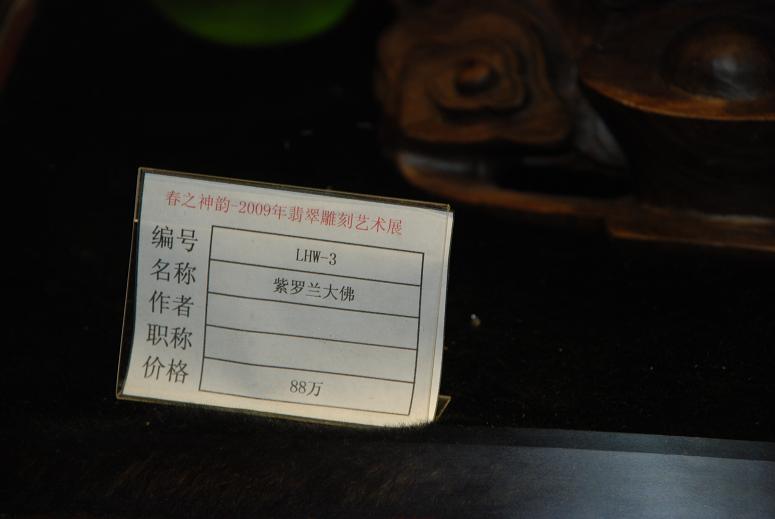 春之神韵-2009年翡翠雕刻艺术展
编号 LHW-3
名称 紫罗兰大佛
作者
职称
价格 88万